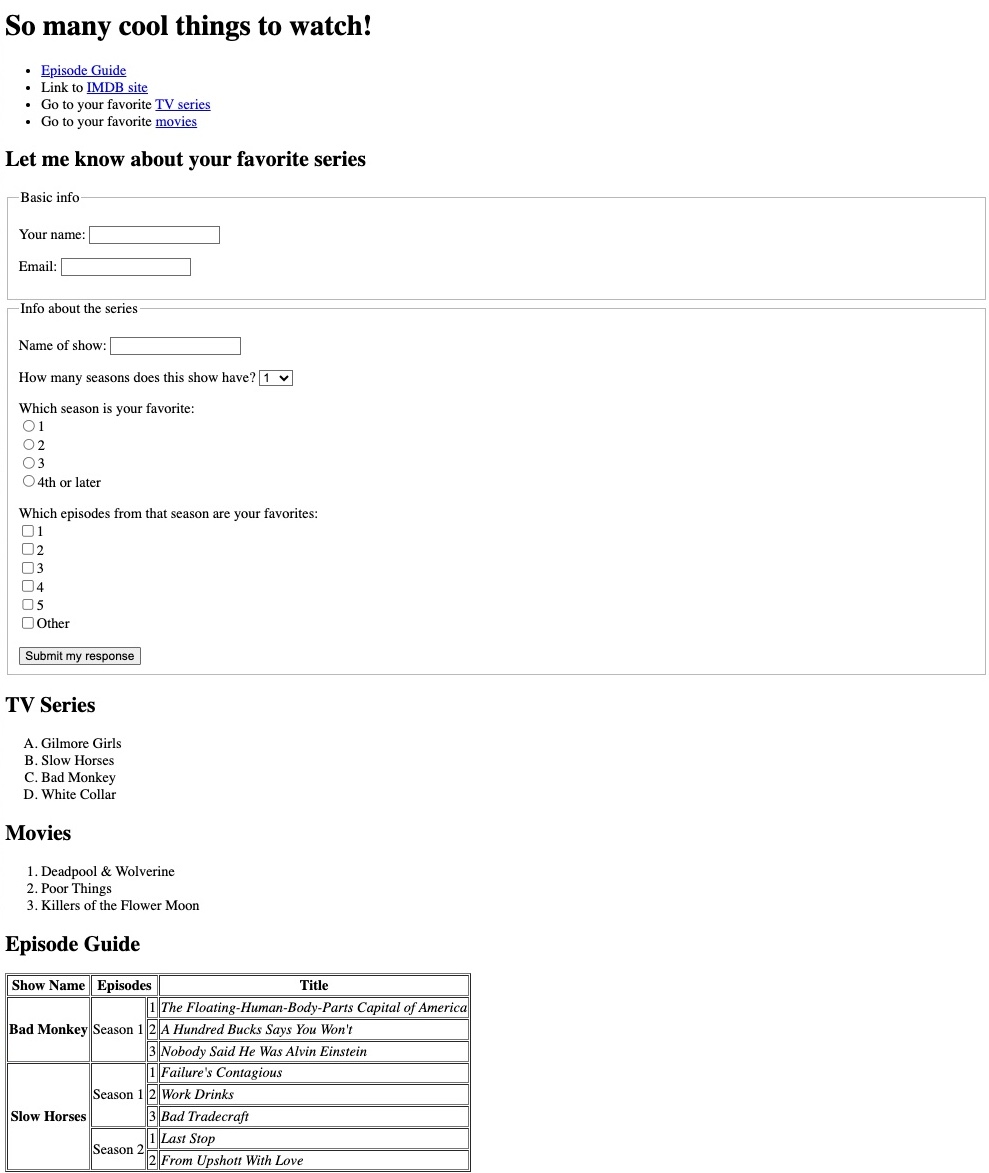 So many cool things to watch!
• Episode Guide
• Link to IMDB site
• Go to your favorite TV series
• Go to your favorite movies
Let me know about your favorite series
Basic info
Your name:
Email:
Info about the series
Name of show:
How many seasons does this show have? 1
Which season is your favorite:
1
2
3
4th or later
Which episodes from that season are your favorites:
1
2
3
4
5
Other
Submit my response
TV Series
A. Gilmore Girls
B. Slow Horses
C. Bad Monkey
D. White Collar
Movies
1. Deadpool & Wolverine
2. Poor Things
3. Killers of the Flower Moon
Episode Guide
Show Name Episodes Title
1 The Floating-Human-Body-Parts Capital of America
Bad Monkey Season 1 2 A Hundred Bucks Says You Won't
3 Nobody Said He Was Alvin Einstein
1 Failure's Contagious
Season 1 2 Work Drinks
Slow Horses 3 Bad Tradecraft
Season 2 1 Last Stop
2 From Upshott With Love